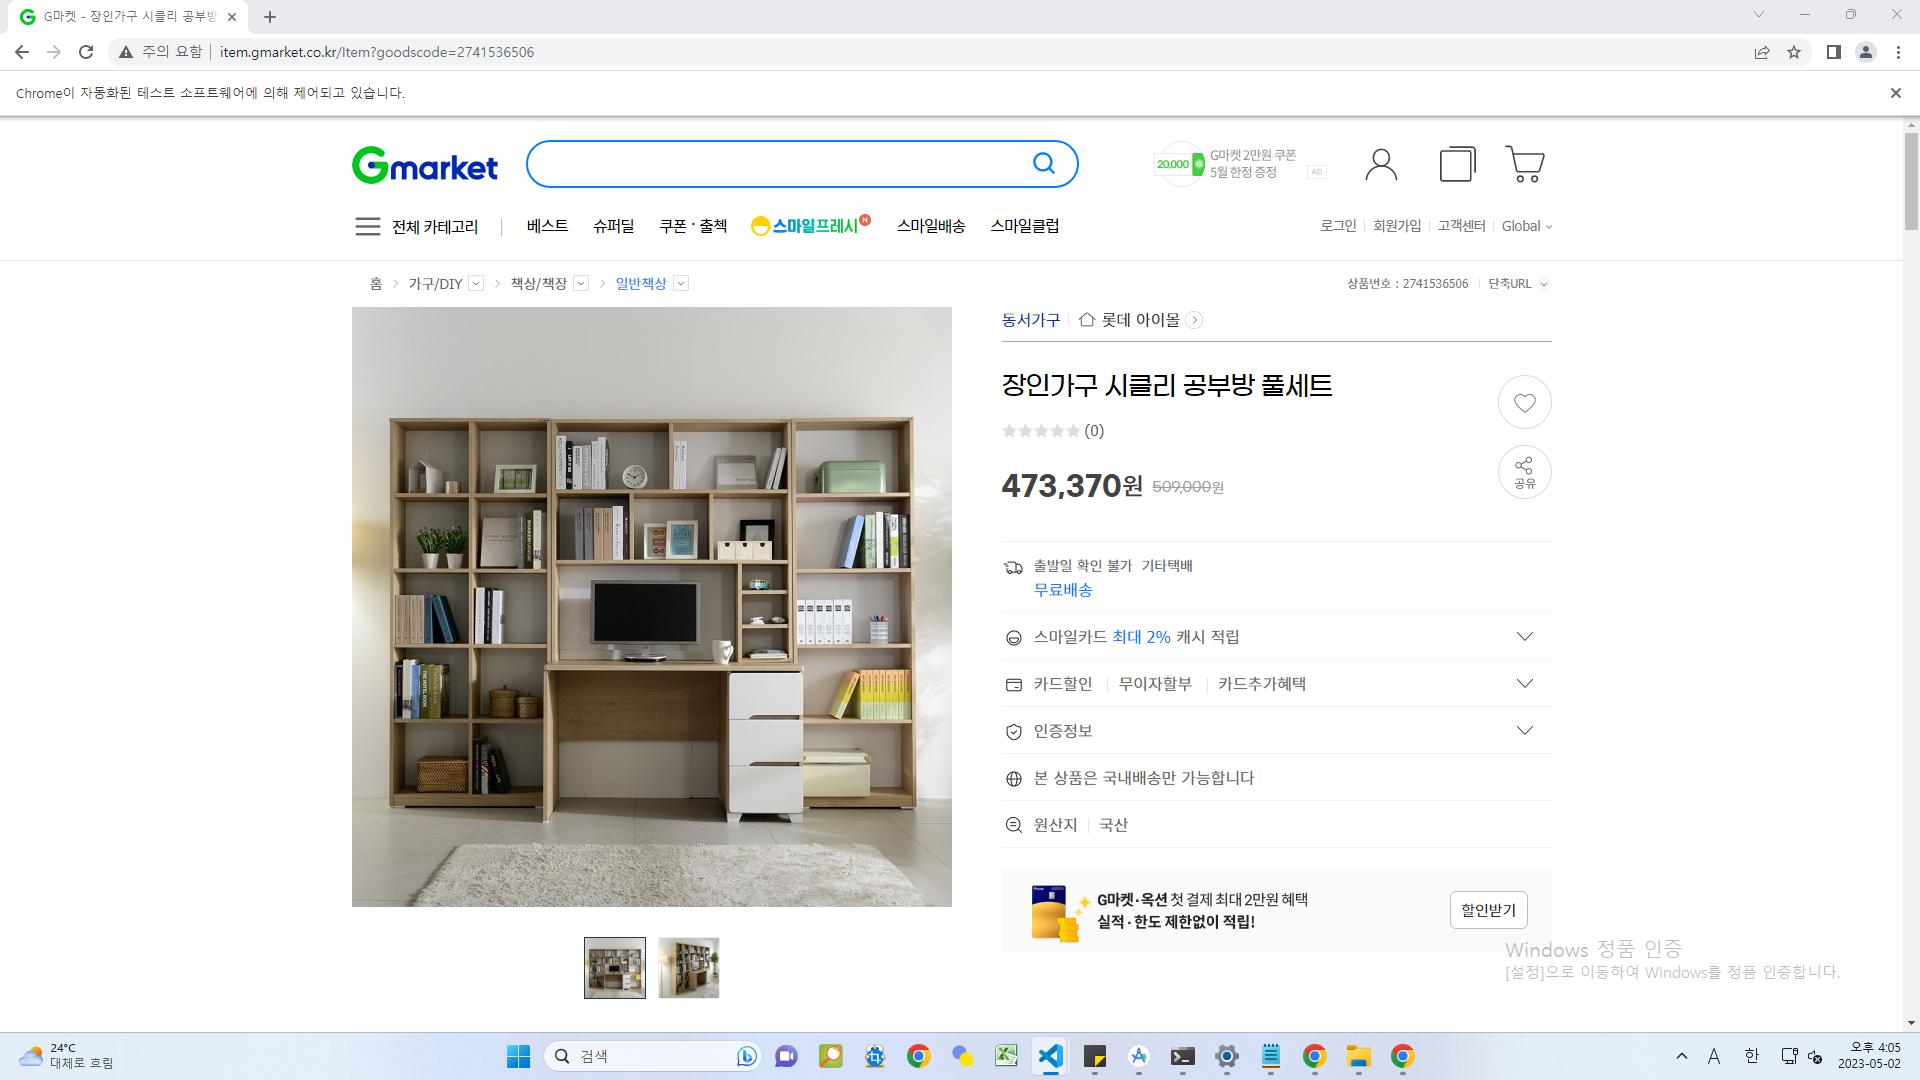 G마켓 - 장인가구 시클리 공부방
주의 요함
item.gmarket.co.kr/Item?goodscode=2741536506
Chrome이 자동화된 테스트 소프트웨어에 의해 제어되고 있습니다.
Gmarket
20,000 G
G마켓 2만원 쿠폰
5월 한정 증정
AD
전체 카테고리
베스트
슈퍼딜
쿠폰 · 출첵
스마일프레시 N
스마일배송
스마일클럽
로그인
회원가입
고객센터
Global
홈 > 가구/DIY > 책상/책장 > 일반책상
상품번호 : 2741536506
단축URL
동서가구
롯데 아이몰
장인가구 시클리 공부방 풀세트
(0)
473,370원 509,000원
공유
출발일 확인 불가 기타택배
무료배송
스마일카드 최대 2% 캐시 적립
카드할인 무이자할부 카드추가혜택
인증정보
본 상품은 국내배송만 가능합니다
원산지 국산
G마켓·옥션 첫 결제 최대 2만원 혜택
실적·한도 제한없이 적립!
할인받기
Windows 정품 인증
[설정]으로 이동하여 Windows를 정품 인증합니다.
24°C
대체로 흐림
검색
A
한
오후 4:05
2023-05-02